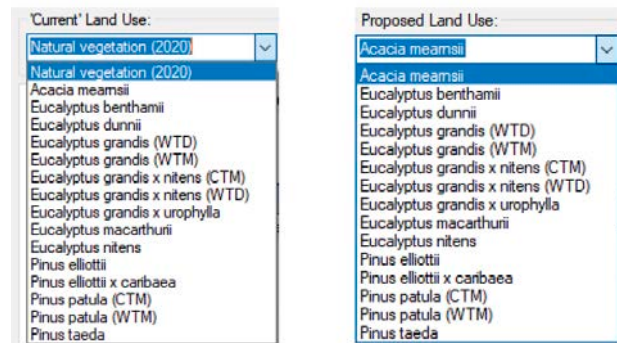 'Current' Land Use:
Natural vegetation (2020)
Natural vegetation (2020)
Acacia mearnsii
Eucalyptus benthamii
Eucalyptus dunnii
Eucalyptus grandis (WTD)
Eucalyptus grandis (WTM)
Eucalyptus grandis x nitens (CTM)
Eucalyptus grandis x nitens (WTD)
Eucalyptus grandis x urophylla
Eucalyptus macarthurii
Eucalyptus nitens
Pinus elliottii
Pinus elliottii x caribaea
Pinus patula (CTM)
Pinus patula (WTM)
Pinus taeda
Proposed Land Use:
Acacia mearnsii
Acacia mearnsii
Eucalyptus benthamii
Eucalyptus dunnii
Eucalyptus grandis (WTD)
Eucalyptus grandis (WTM)
Eucalyptus grandis x nitens (CTM)
Eucalyptus grandis x nitens (WTD)
Eucalyptus grandis x urophylla
Eucalyptus macarthurii
Eucalyptus nitens
Pinus elliottii
Pinus elliottii x caribaea
Pinus patula (CTM)
Pinus patula (WTM)
Pinus taeda